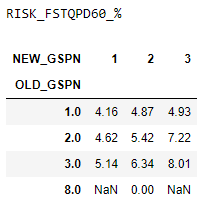 RISK_FSTQPD60_%
NEW_GSPN 1 2 3
OLD_GSPN
1.0 4.16 4.87 4.93
2.0 4.62 5.42 7.22
3.0 5.14 6.34 8.01
8.0 NaN 0.00 NaN